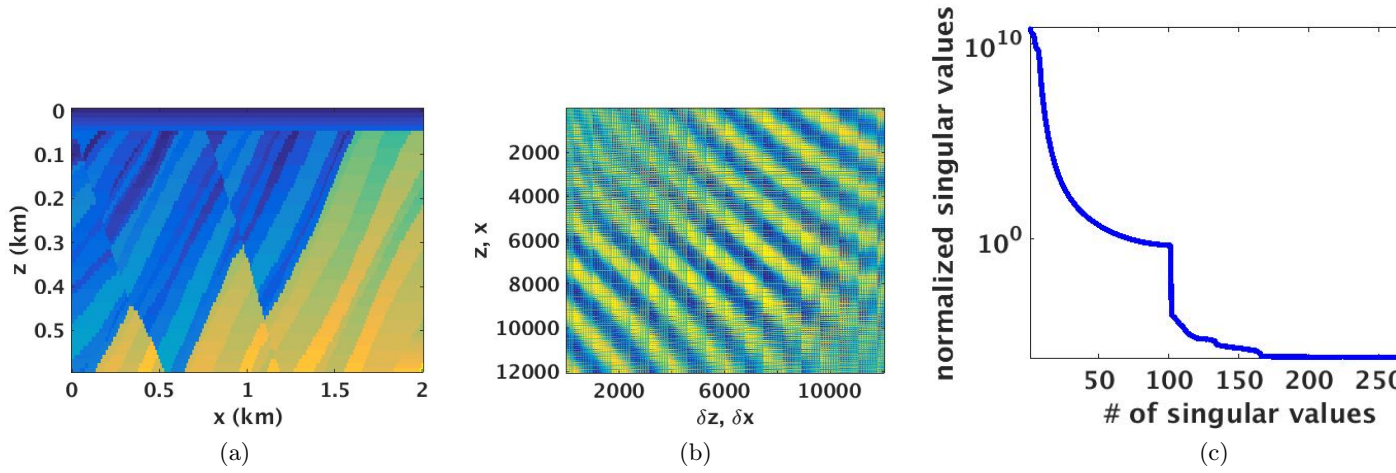 0
0.1
0.2
0.3
0.4
0.5
z (km)
0 0.5 1 1.5 2
x (km)
(a)
2000
4000
6000
8000
10000
12000
z, x
2000 6000 10000
δz, δx
(b)
10^10
10^0
normalized singular values
50 100 150 200 250
# of singular values
(c)